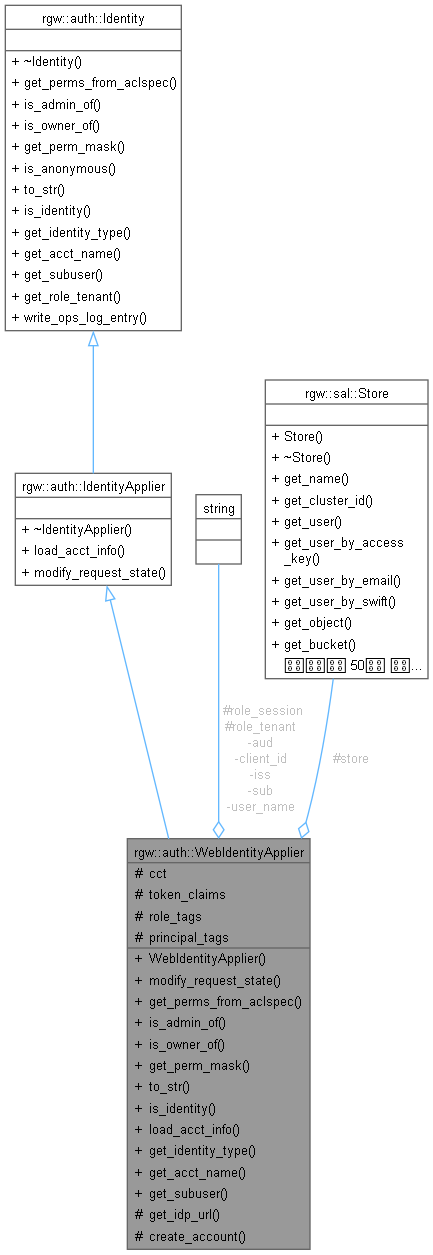 rgw::auth::Identity
+ ~Identity()
+ get_perms_from_aclspec()
+ is_admin_of()
+ is_owner_of()
+ get_perm_mask()
+ is_anonymous()
+ to_str()
+ is_identity()
+ get_identity_type()
+ get_acct_name()
+ get_subuser()
+ get_role_tenant()
+ write_ops_log_entry()
rgw::sal::Store
+ Store()
+ ~Store()
+ get_name()
+ get_cluster_id()
+ get_user()
+ get_user_by_access
_key()
+ get_user_by_email()
+ get_user_by_swift()
+ get_object()
+ get_bucket()
50 ...
rgw::auth::IdentityApplier
+ ~IdentityApplier()
+ load_acct_info()
+ modify_request_state()
string
#role_session
#role_tenant
-aud
-client_id
-iss
-sub
-user_name
#store
rgw::auth::WebIdentityApplier
# cct
# token_claims
# role_tags
# principal_tags
+ WebIdentityApplier()
+ modify_request_state()
+ get_perms_from_aclspec()
+ is_admin_of()
+ is_owner_of()
+ get_perm_mask()
+ to_str()
+ is_identity()
+ load_acct_info()
+ get_identity_type()
+ get_acct_name()
+ get_subuser()
# get_idp_url()
# create_account()